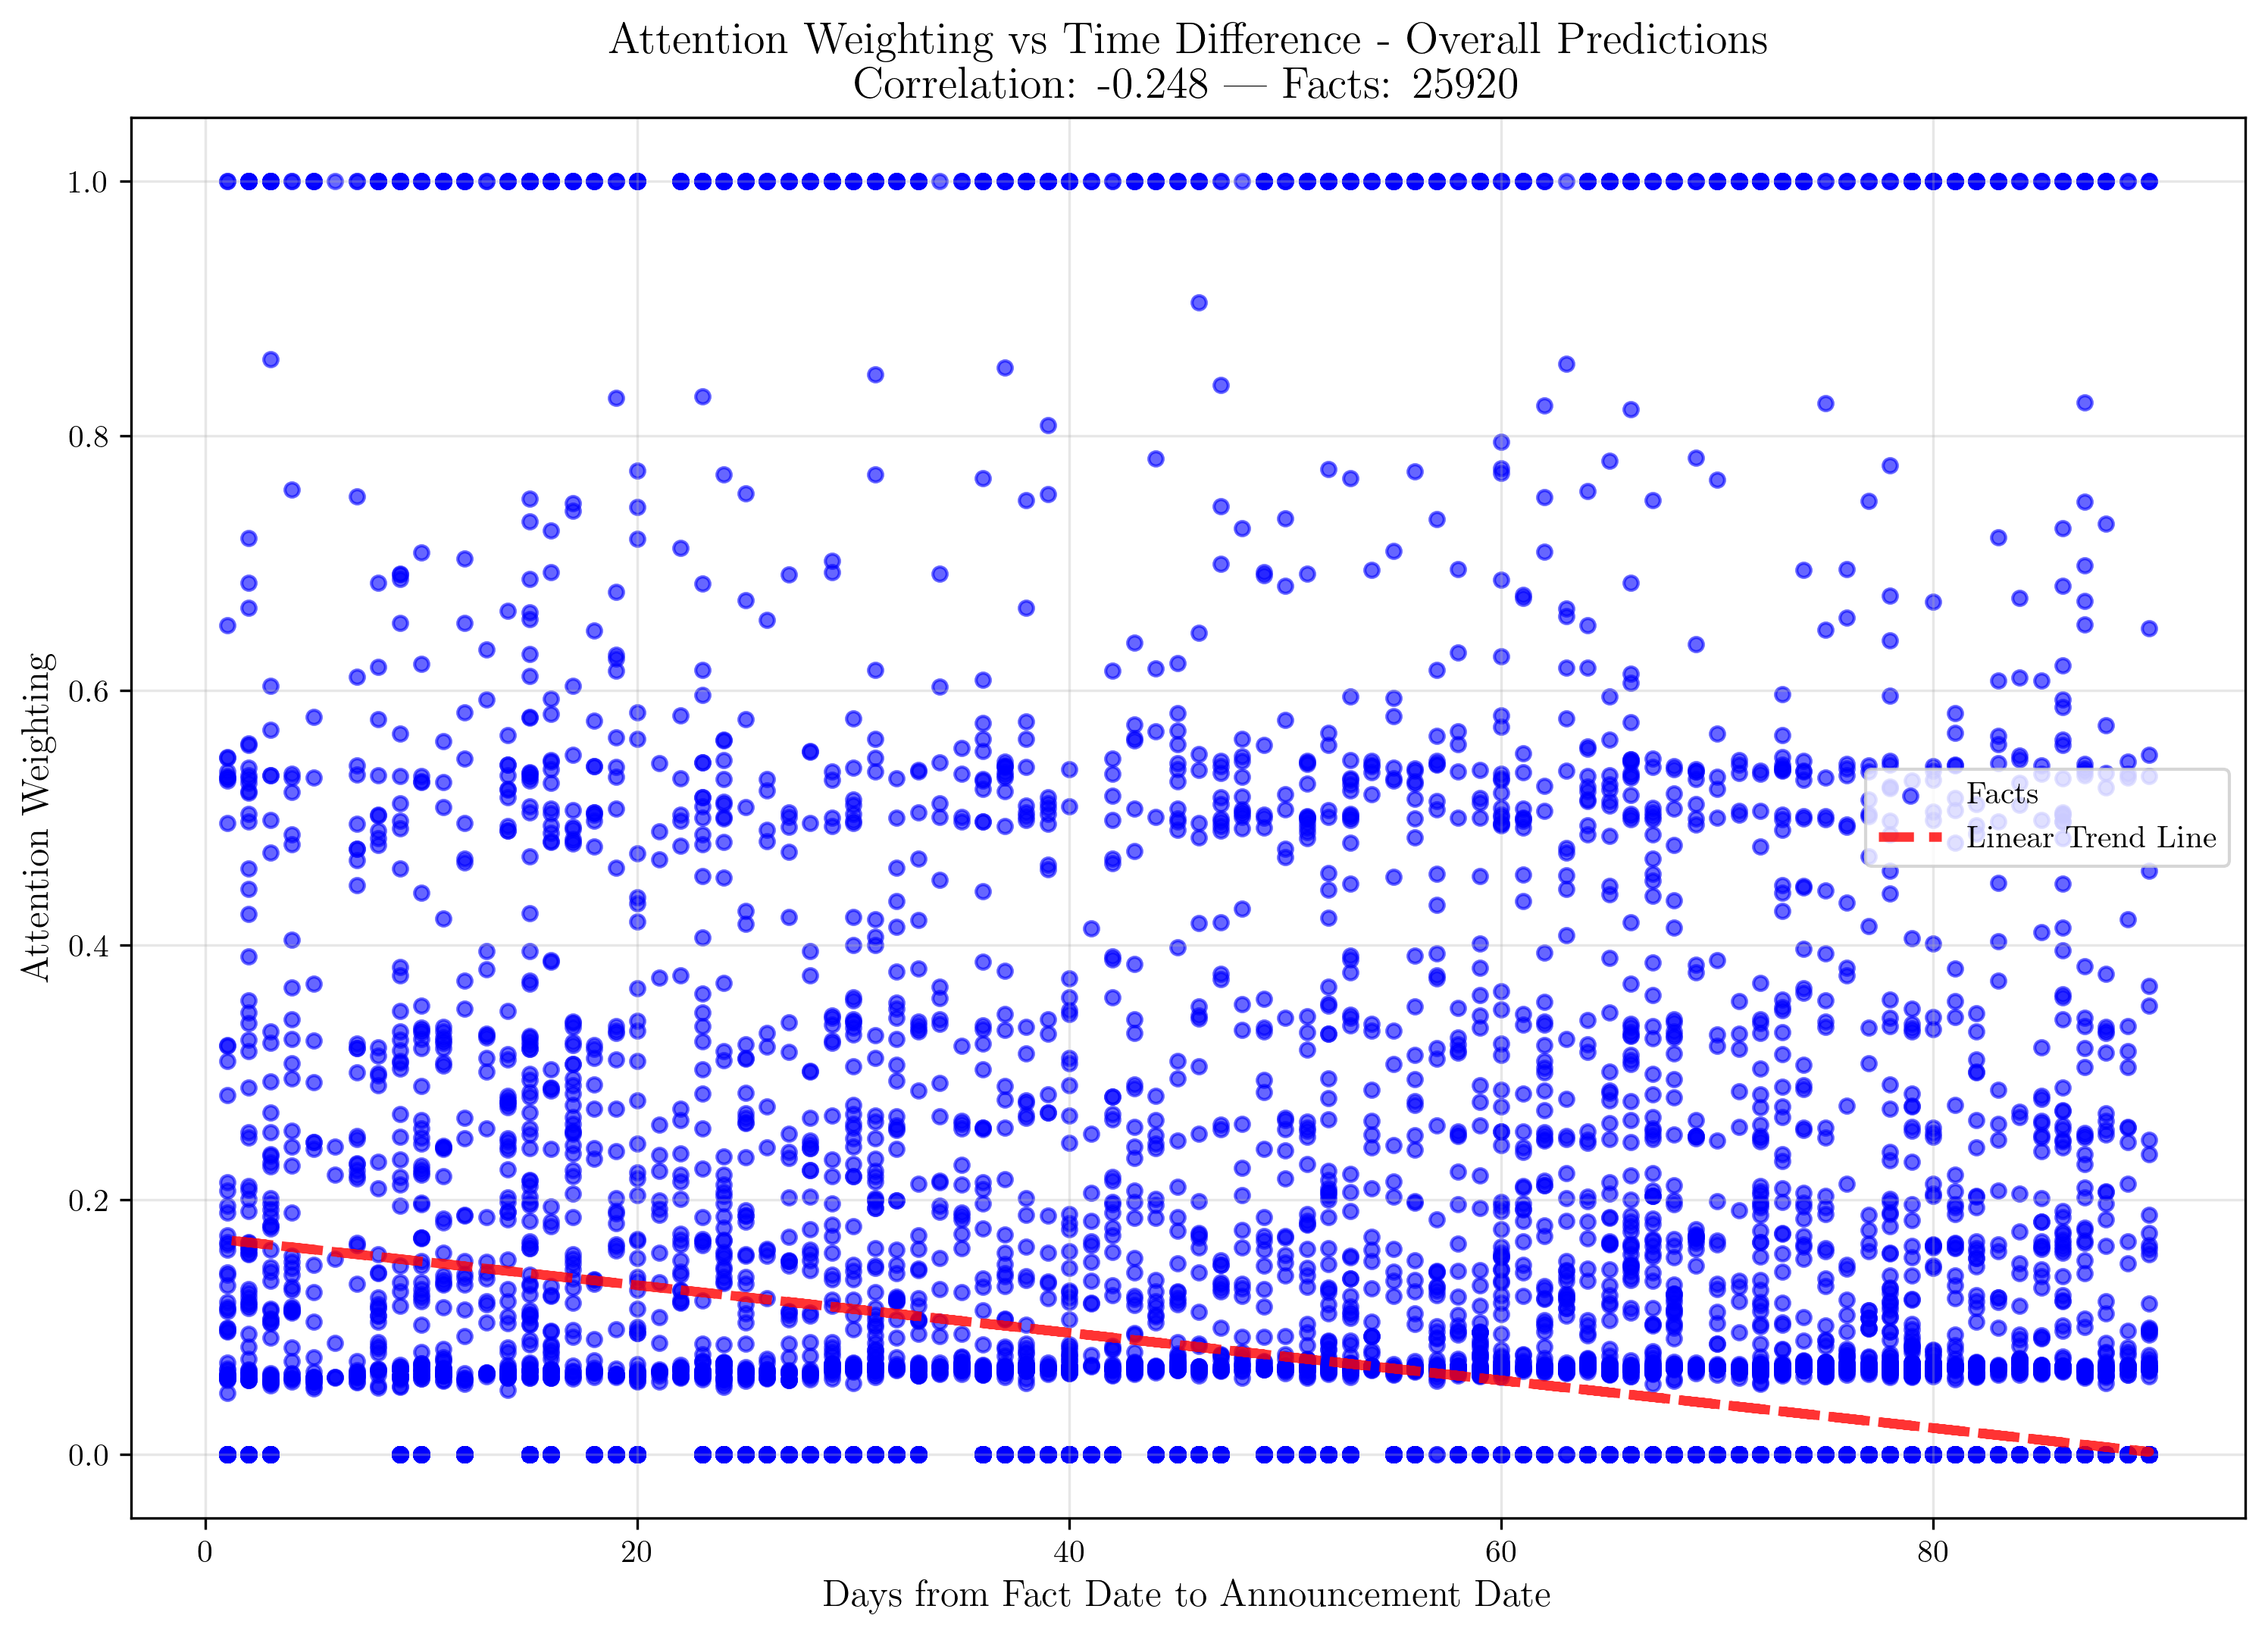 Attention Weighting vs Time Difference - Overall Predictions
Correlation: -0.248 — Facts: 25920
Attention Weighting
1.0
0.8
0.6
0.4
0.2
0.0
Facts
Linear Trend Line
0
20
40
60
80
Days from Fact Date to Announcement Date